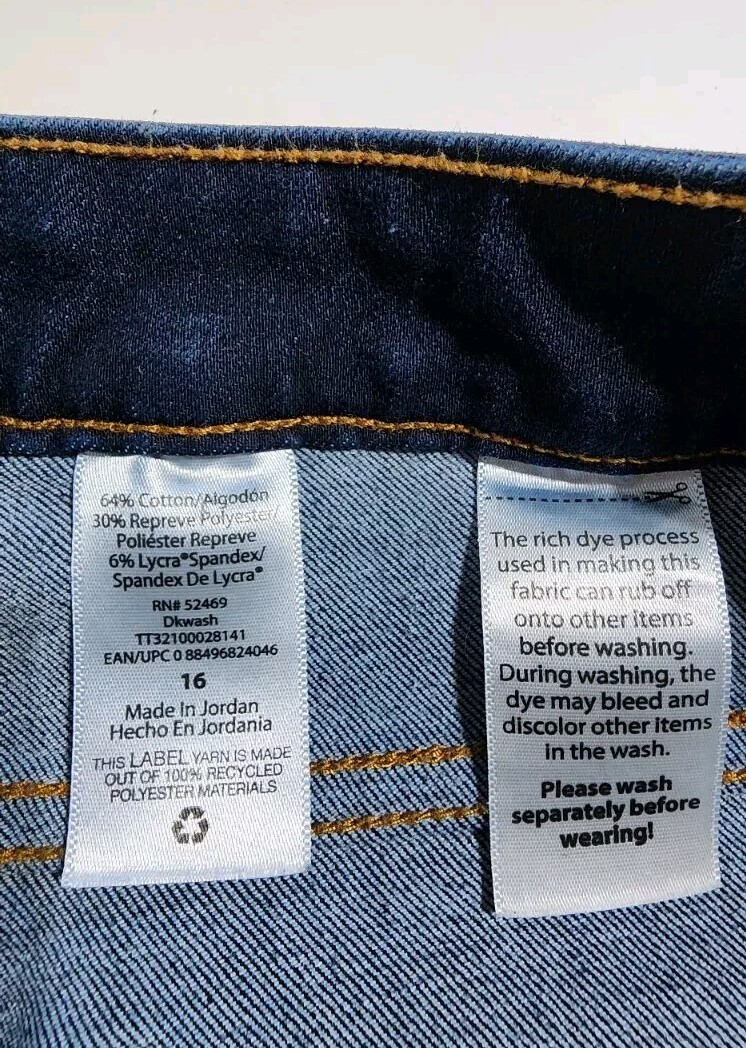 64% Cotton/Algodón
30% Repreve Polyester/
Poliéster Repreve
6% Lycra®Spandex/
Spandex De Lycra®
RN# 52469
Dkwash
TT32100028141
EAN/UPC 0 88496824046
16
Made In Jordan
Hecho En Jordania
THIS LABEL YARN IS MADE
OUT OF 100% RECYCLED
POLYESTER MATERIALS
The rich dye process
used in making this
fabric can rub off
onto other items
before washing.
During washing, the
dye may bleed and
discolor other items
in the wash.
Please wash
separately before
wearing!